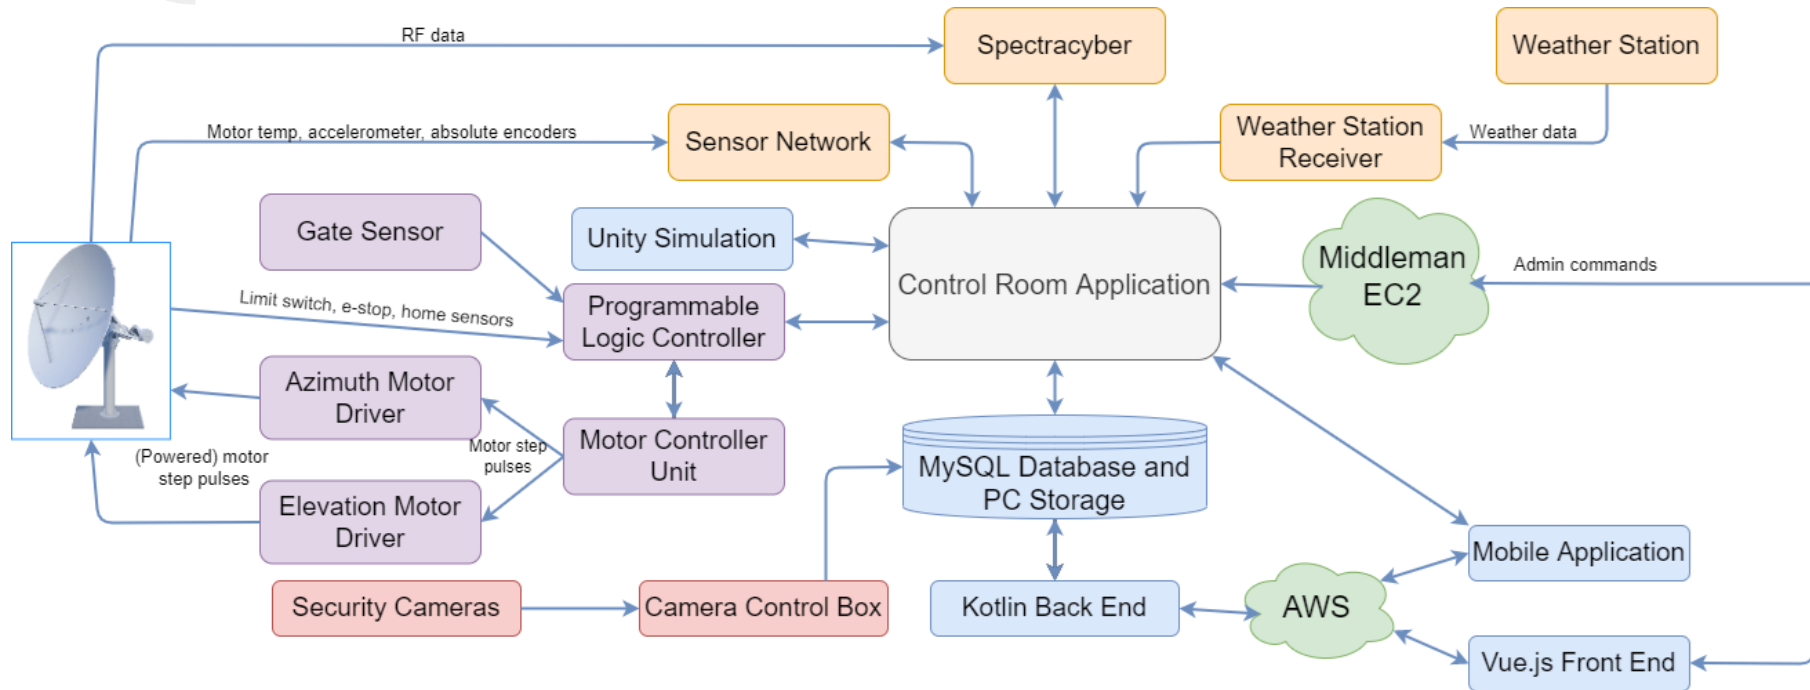 RF data
Spectracyber
Weather Station
Motor temp, accelerometer, absolute encoders
Sensor Network
Weather Station
Receiver
Weather data
Gate Sensor
Unity Simulation
Control Room Application
Middleman
EC2
Admin commands
Limit switch, e-stop, home sensors
Programmable
Logic Controller
Azimuth Motor
Driver
(Powered) motor
step pulses
Motor step
pulses
Motor Controller
Unit
MySQL Database and
PC Storage
Elevation Motor
Driver
Mobile Application
Security Cameras
Camera Control Box
Kotlin Back End
AWS
Vue.js Front End